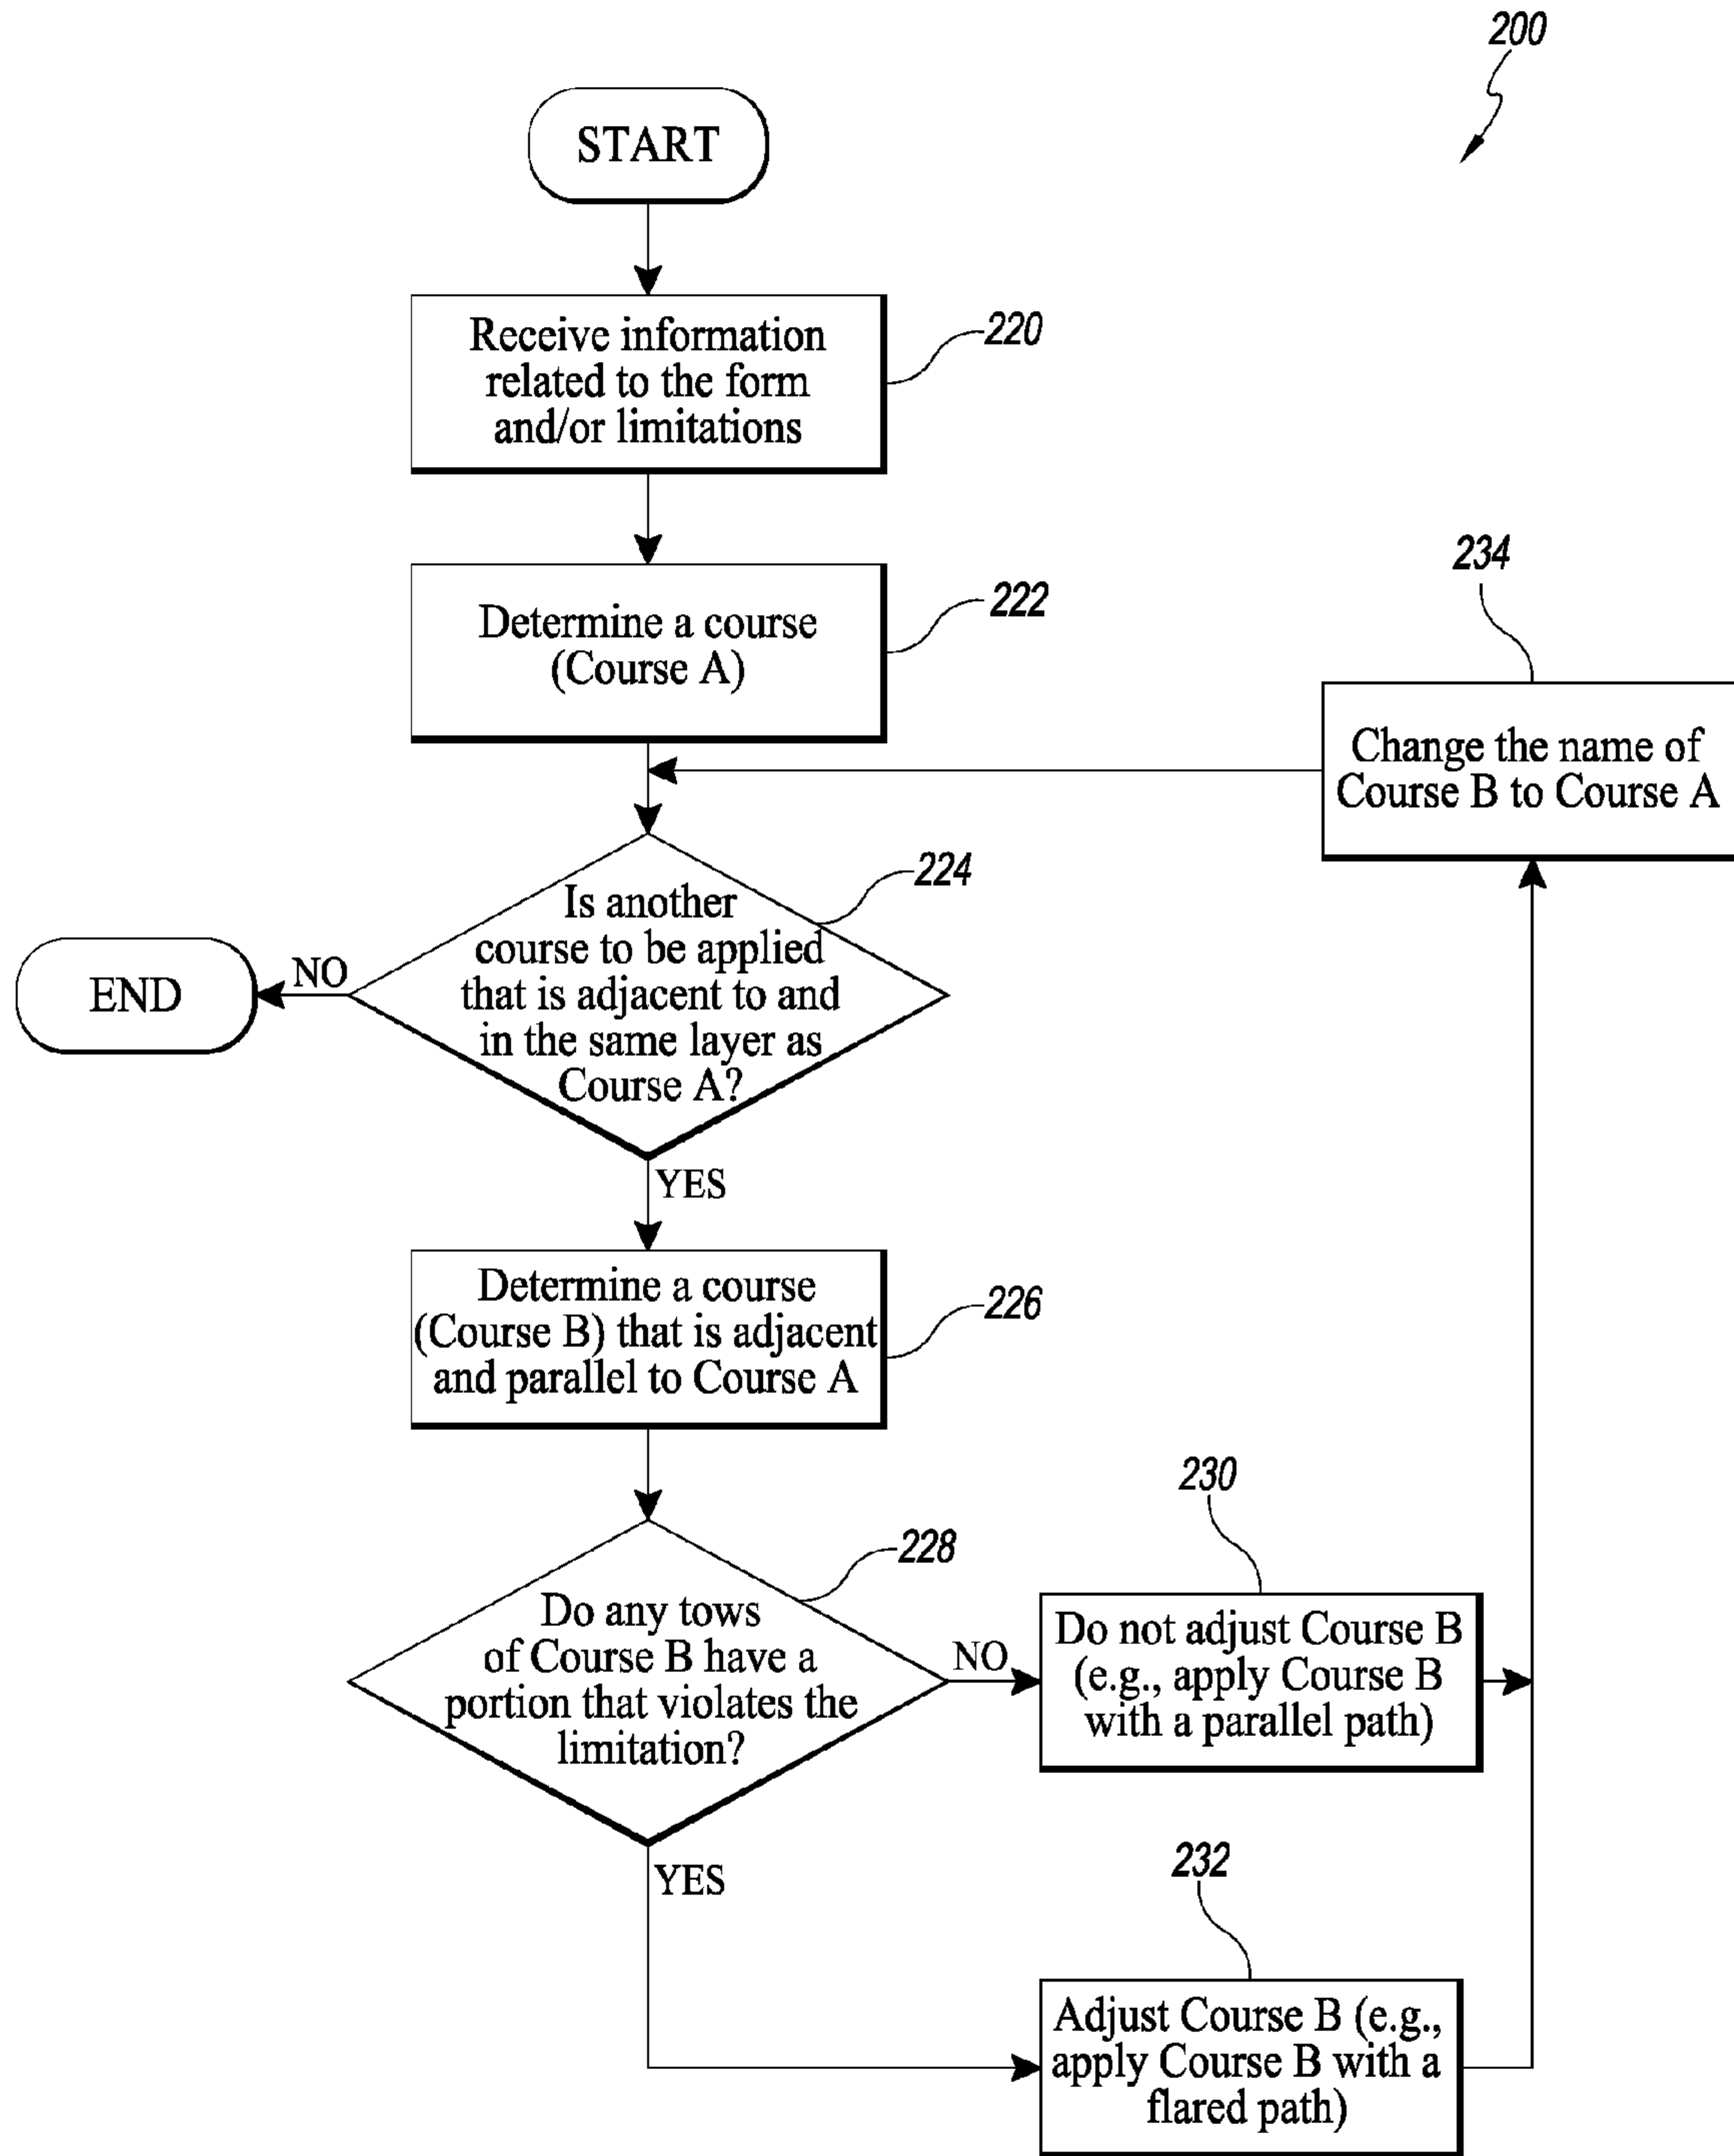 200
START
Receive information
related to the form
and/or limitations
220
Determine a course
(Course A)
222
234
Change the name of
Course B to Course A
224
Is another
course to be applied
that is adjacent to and
in the same layer as
Course A?
NO
END
YES
Determine a course
(Course B) that is adjacent
and parallel to Course A
226
228
Do any tows
of Course B have a
portion that violates the
limitation?
NO
230
Do not adjust Course B
(e.g., apply Course B
with a parallel path)
YES
232
Adjust Course B (e.g.,
apply Course B with a
flared path)